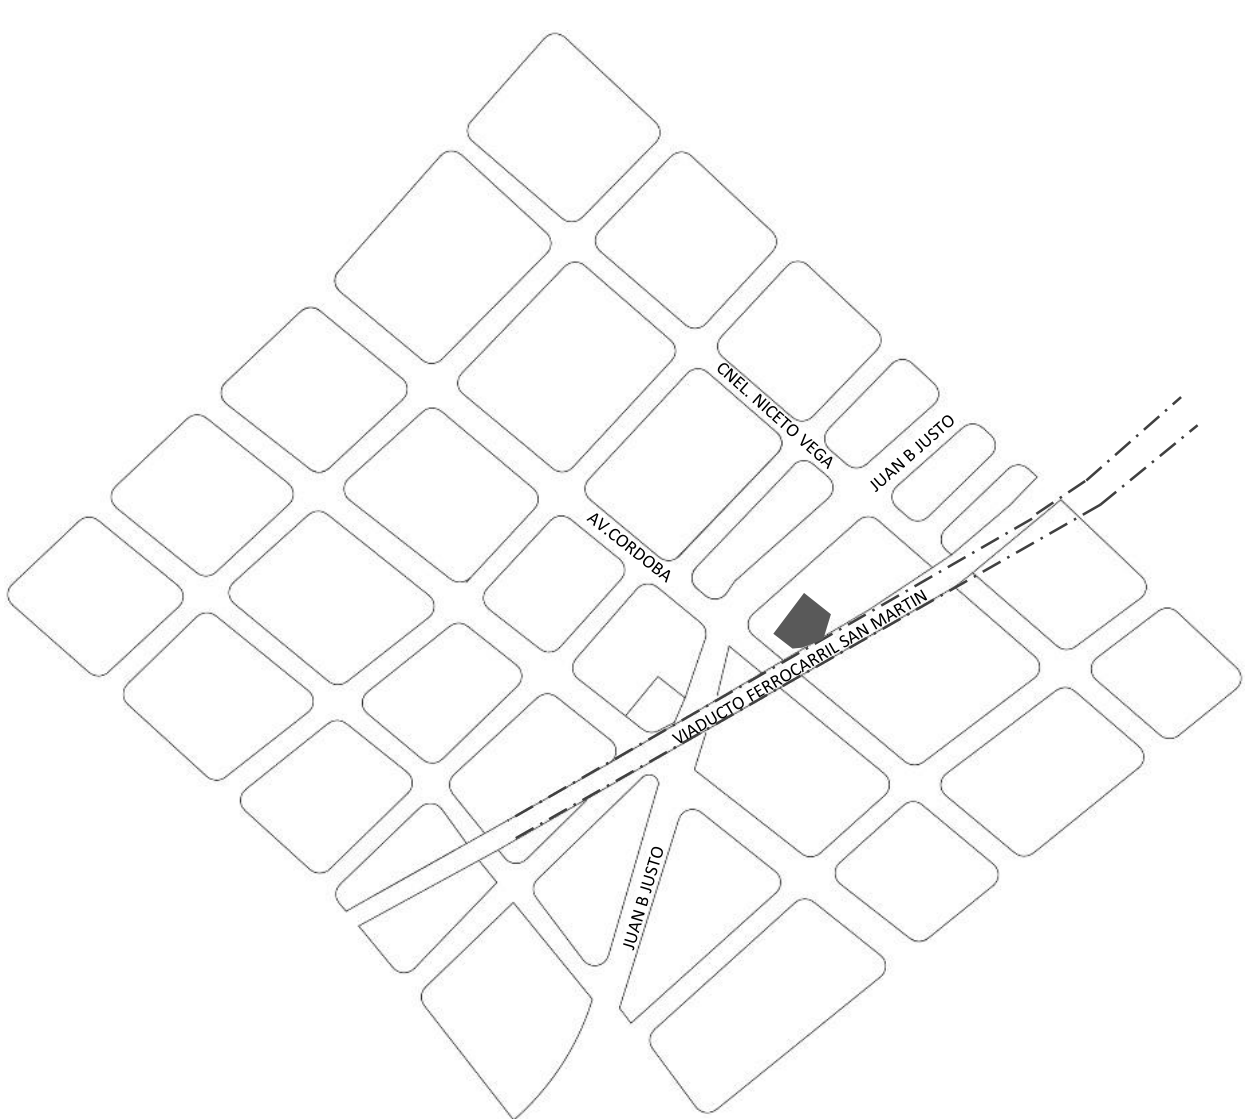 CNEL. NICETO VEGA
JUAN B JUSTO
AV.CORDOBA
VIADUCTO FERROCARRIL SAN MARTIN
JUAN B JUSTO